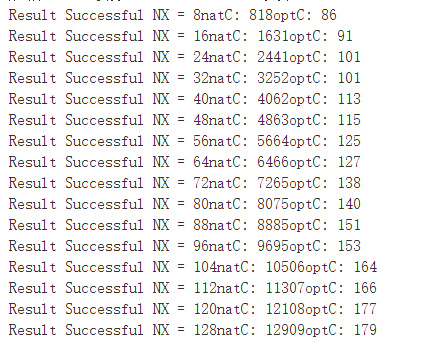 Result Successful NX = 8natC: 818optC: 86
Result Successful NX = 16natC: 1631optC: 91
Result Successful NX = 24natC: 2441optC: 101
Result Successful NX = 32natC: 3252optC: 101
Result Successful NX = 40natC: 4062optC: 113
Result Successful NX = 48natC: 4863optC: 115
Result Successful NX = 56natC: 5664optC: 125
Result Successful NX = 64natC: 6466optC: 127
Result Successful NX = 72natC: 7265optC: 138
Result Successful NX = 80natC: 8075optC: 140
Result Successful NX = 88natC: 8885optC: 151
Result Successful NX = 96natC: 9695optC: 153
Result Successful NX = 104natC: 10506optC: 164
Result Successful NX = 112natC: 11307optC: 166
Result Successful NX = 120natC: 12108optC: 177
Result Successful NX = 128natC: 12909optC: 179